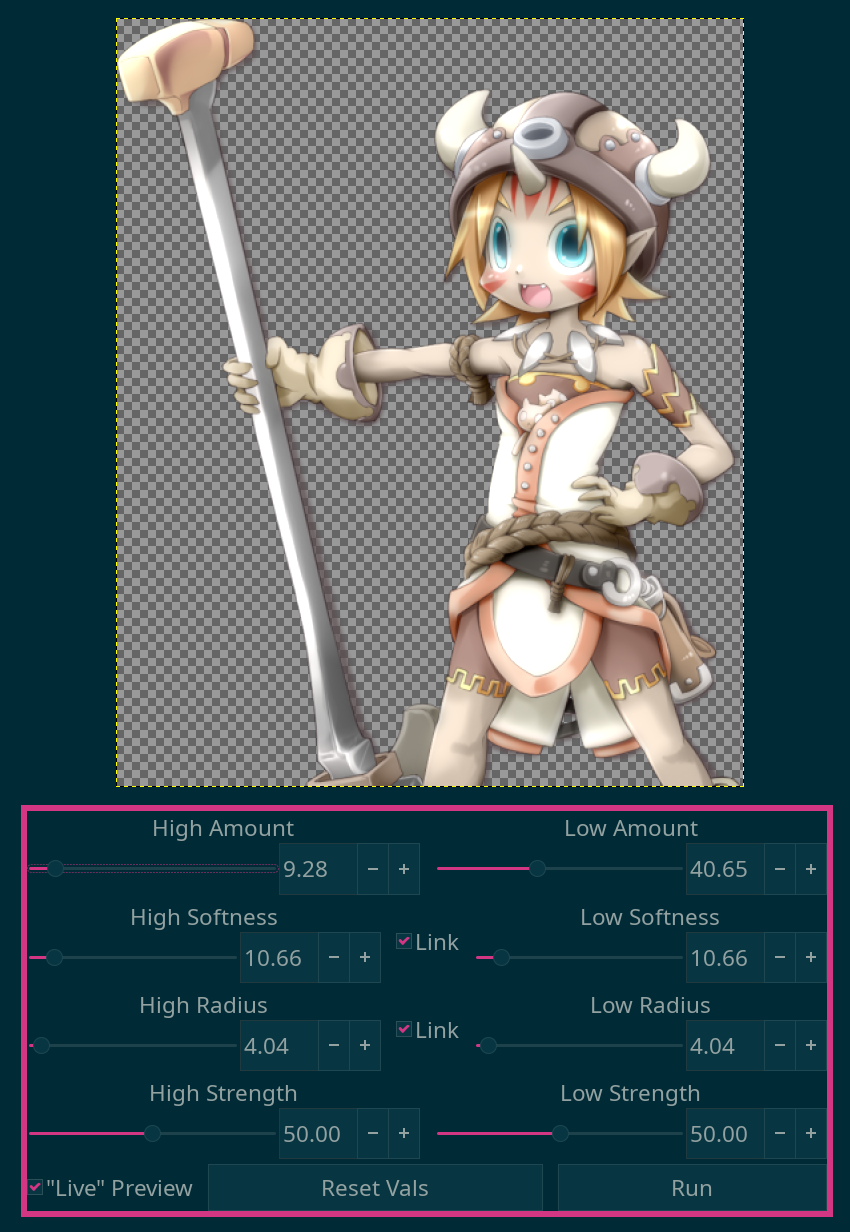 High Amount Low Amount
9.28 − + 40.65 − +
High Softness Low Softness
10.66 − + Link 10.66 − +
High Radius Low Radius
4.04 − + Link 4.04 − +
High Strength Low Strength
50.00 − + 50.00 − +
"Live" Preview Reset Vals Run